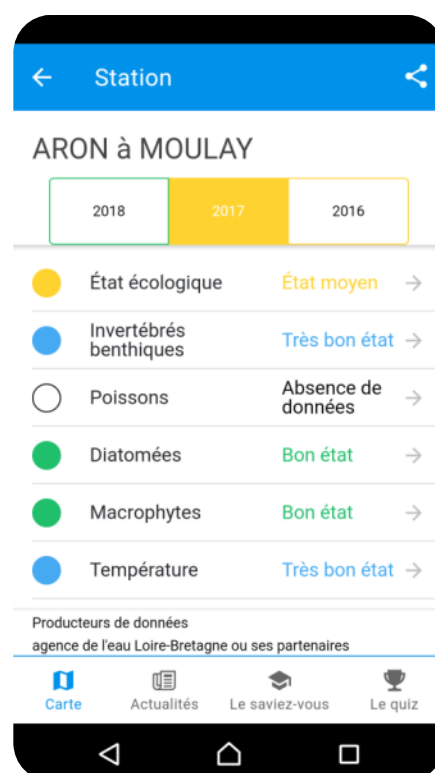 Station
ARON à MOULAY
2018 2017 2016
État écologique État moyen
Invertébrés
benthiques
Très bon état
Poissons
Absence de
données
Diatomées Bon état
Macrophytes Bon état
Température Très bon état
Producteurs de données
agence de l'eau Loire-Bretagne ou ses partenaires
Carte Actualités Le saviez-vous Le quiz